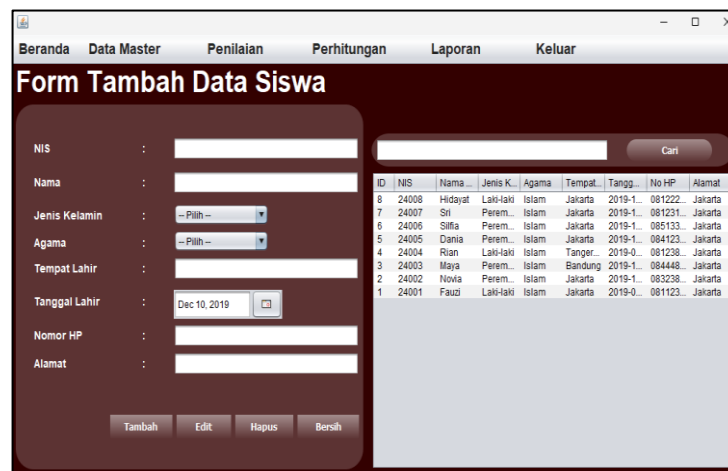 Beranda Data Master Penilaian Perhitungan Laporan Keluar
Form Tambah Data Siswa
NIS :
Nama :
Jenis Kelamin : -- Pilih --
Agama : -- Pilih --
Tempat Lahir :
Tanggal Lahir : Dec 10, 2019
Nomor HP :
Alamat :
Tambah Edit Hapus Bersih
Cari
ID NIS Nama ... Jenis K... Agama Tempat... Tangg... No HP Alamat
8 24008 Hidayat Laki-laki Islam Jakarta 2019-1... 081222... Jakarta
7 24007 Sri Perem... Islam Jakarta 2019-1... 081231... Jakarta
6 24006 Silfia Perem... Islam Jakarta 2019-1... 085133... Jakarta
5 24005 Dania Perem... Islam Jakarta 2019-1... 084123... Jakarta
4 24004 Rian Laki-laki Islam Tanger... 2019-0... 081238... Jakarta
3 24003 Maya Perem... Islam Bandung 2019-1... 084448... Jakarta
2 24002 Novia Perem... Islam Jakarta 2019-1... 083238... Jakarta
1 24001 Fauzi Laki-laki Islam Jakarta 2019-0... 081123... Jakarta